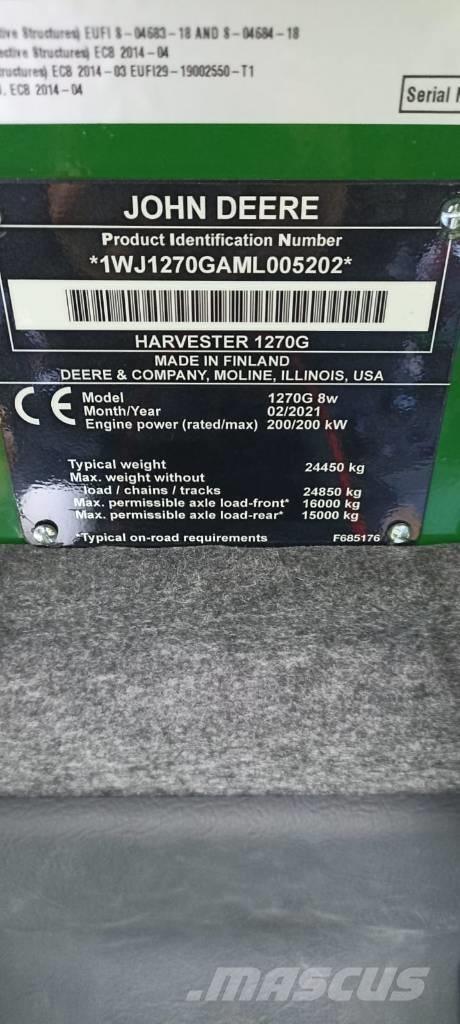 ctive Structures) EUFI S-04683-18 AND S-04684-18
ective Structures) EC8 2014-04
tructures) EC8 2014-03 EUFI29-19002550-T1
EC8 2014-04
Serial
JOHN DEERE
Product Identification Number
*1WJ1270GAML005202*
HARVESTER 1270G
MADE IN FINLAND
DEERE & COMPANY, MOLINE, ILLINOIS, USA
CE
Model 1270G 8w
Month/Year 02/2021
Engine power (rated/max) 200/200 kW
Typical weight 24450 kg
Max. weight without
load / chains / tracks 24850 kg
Max. permissible axle load-front* 16000 kg
Max. permissible axle load-rear* 15000 kg
*Typical on-road requirements F685176
mascus